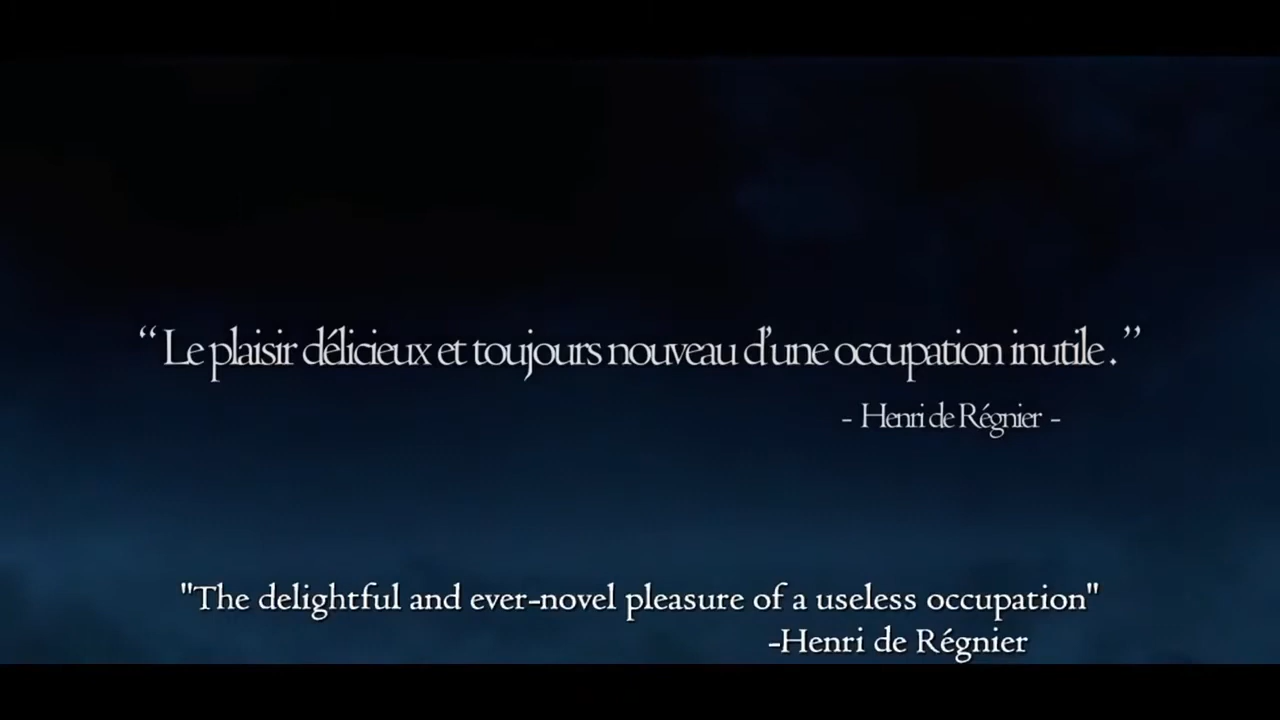 “ Le plaisir délicieux et toujours nouveau d’une occupation inutile . ”
- Henri de Régnier -
"The delightful and ever-novel pleasure of a useless occupation"
-Henri de Régnier